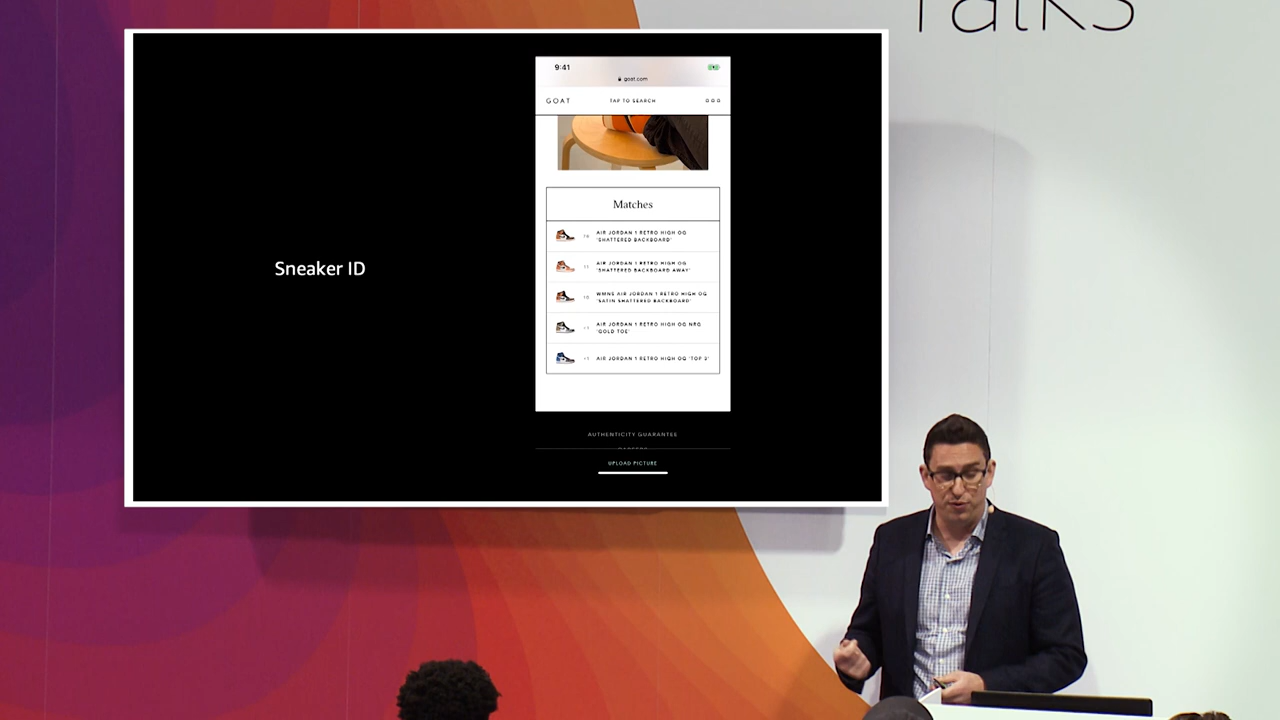 Talks
9:41
goat.com
GOAT
TAP TO SEARCH
Matches
AIR JORDAN 1 RETRO HIGH OG
'SHATTERED BACKBOARD'
AIR JORDAN 1 RETRO HIGH OG
'SHATTERED BACKBOARD AWAY'
WMNS AIR JORDAN 1 RETRO HIGH OG
'SATIN SHATTERED BACKBOARD'
AIR JORDAN 1 RETRO HIGH OG NRG
'GOLD TOE'
AIR JORDAN 1 RETRO HIGH OG 'TOP 3'
Sneaker ID
AUTHENTICITY GUARANTEE
UPLOAD PICTURE